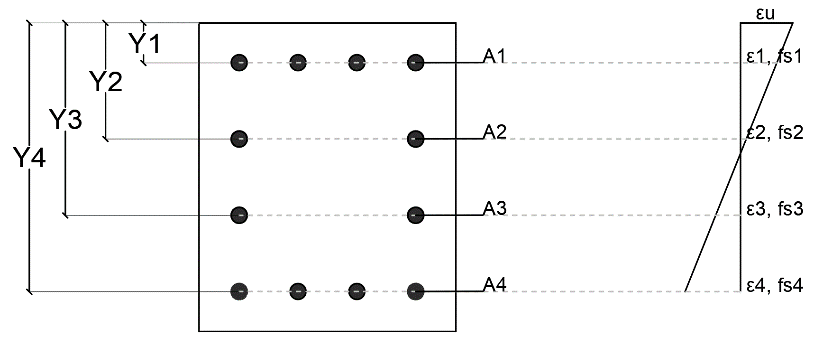 εu
Y1
A1
ε1, fs1
Y2
A2
ε2, fs2
Y3
A3
ε3, fs3
Y4
A4
ε4, fs4